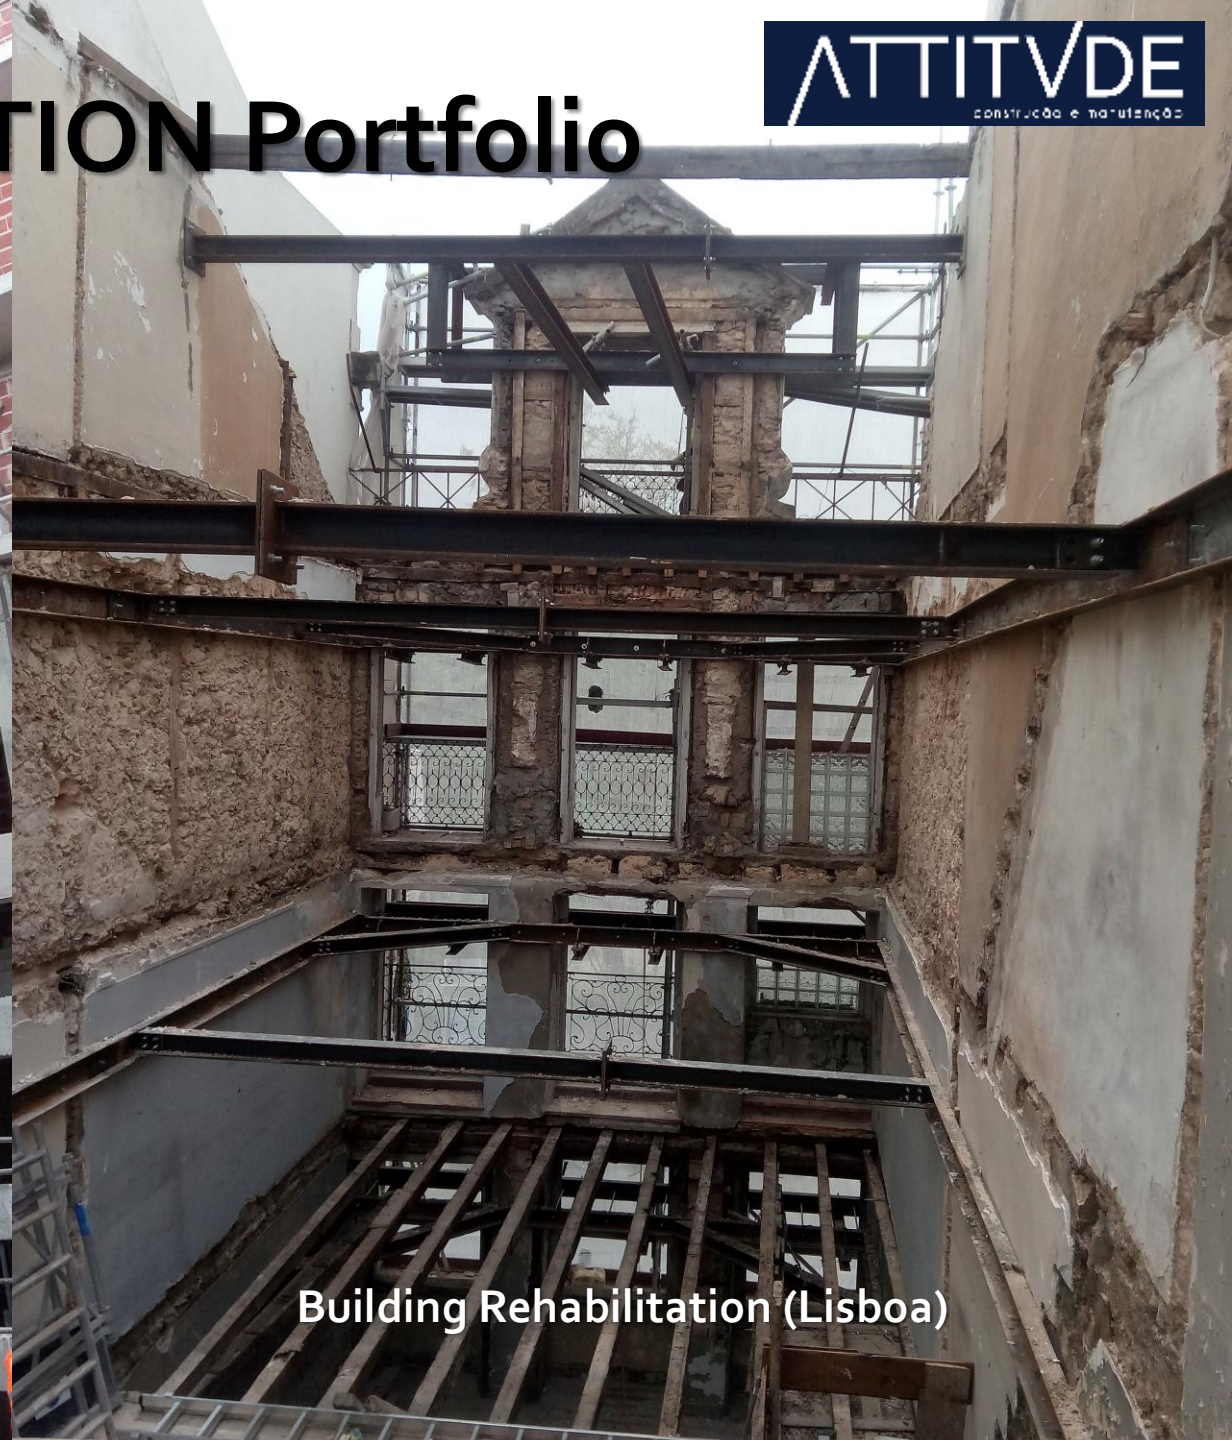 ATTITVDE
construção e manutenção
TION Portfolio
Building Rehabilitation (Lisboa)